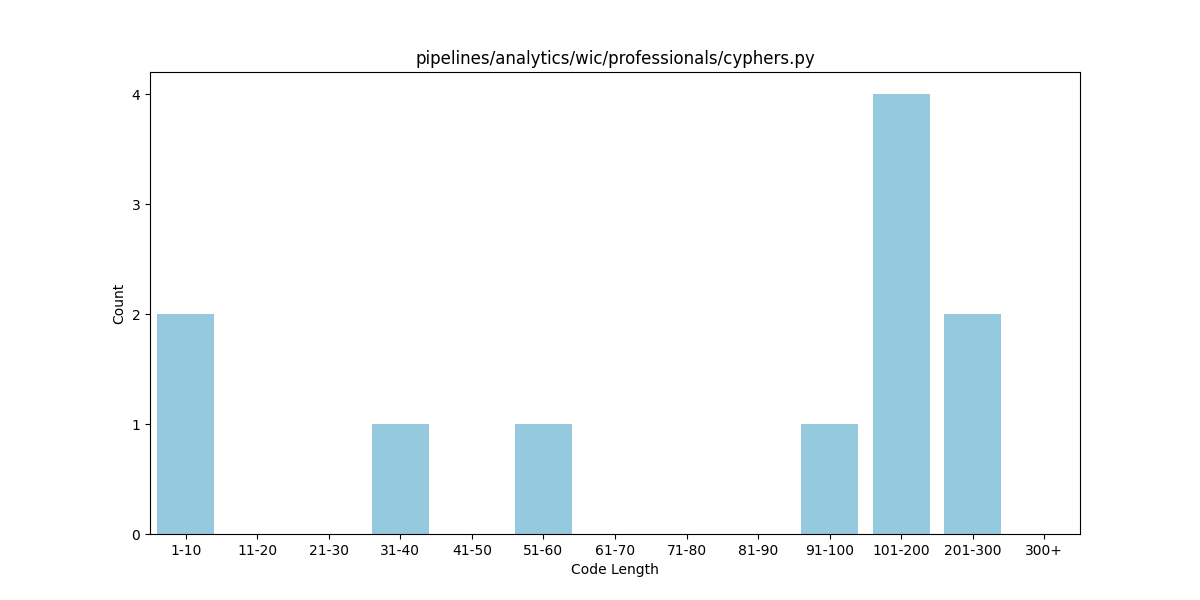 pipelines/analytics/wic/professionals/cyphers.py
4
3
2
1
0
Count
1-10 11-20 21-30 31-40 41-50 51-60 61-70 71-80 81-90 91-100 101-200 201-300 300+
Code Length